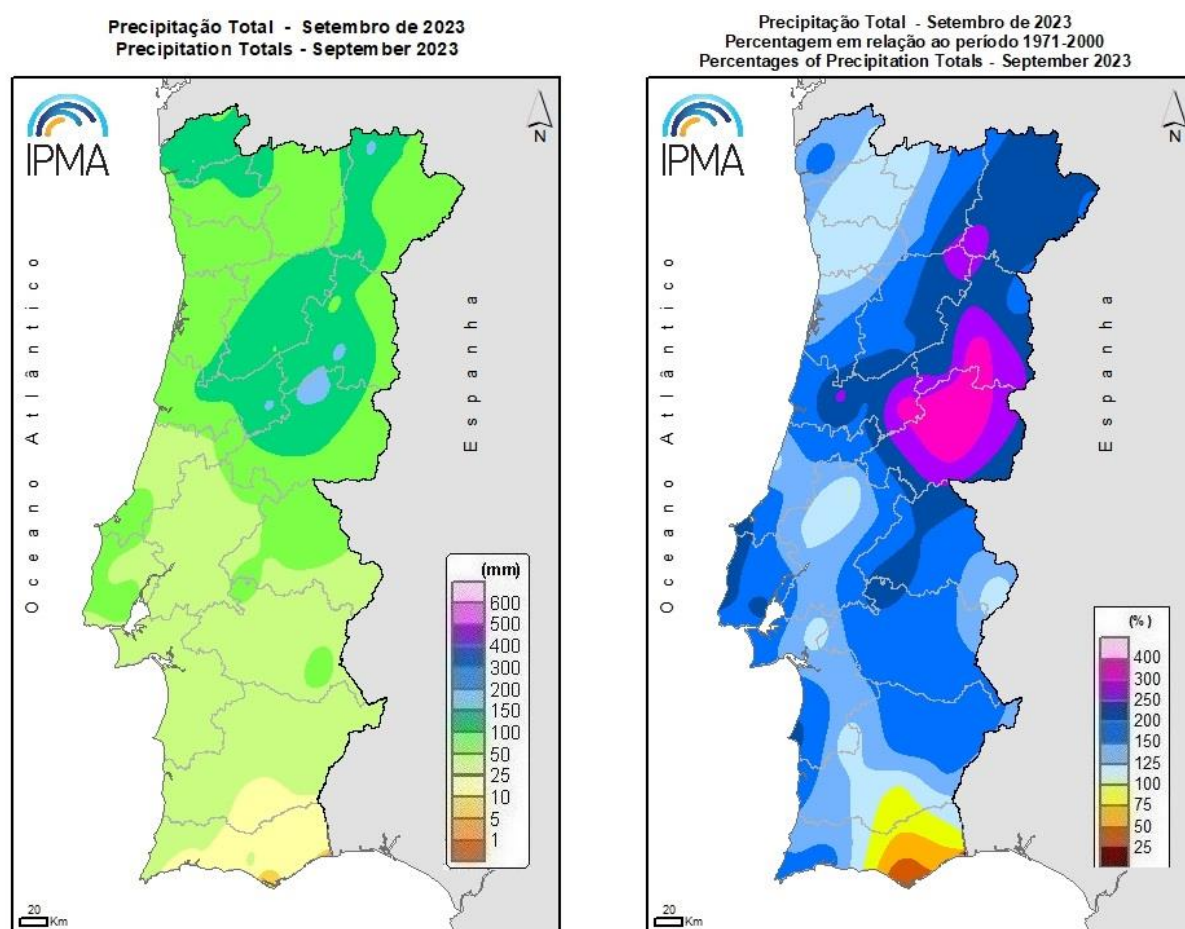 Precipitação Total - Setembro de 2023
Precipitation Totals - September 2023
IPMA
N
Oceano Atlântico
Espanha
(mm)
600
500
400
300
200
150
100
50
25
10
5
1
20
Km
Precipitação Total - Setembro de 2023
Percentagem em relação ao período 1971-2000
Percentages of Precipitation Totals - September 2023
IPMA
N
Oceano Atlântico
Espanha
(%)
400
300
250
200
150
125
100
75
50
25
20
Km